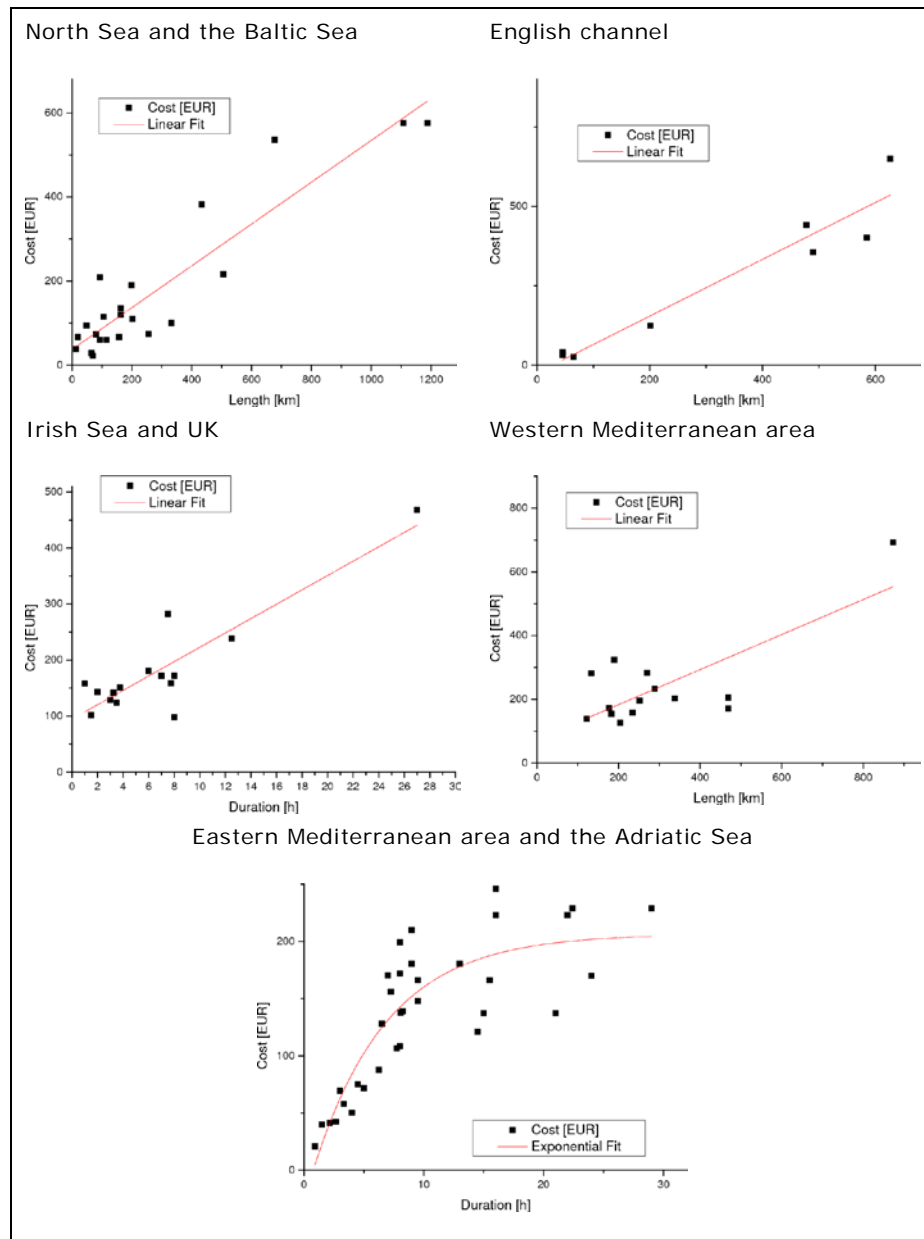 North Sea and the Baltic Sea
600
400
200
0
Cost [EUR]
Cost [EUR]
Linear Fit
0 200 400 600 800 1000 1200
Length [km]
English channel
500
0
Cost [EUR]
Cost [EUR]
Linear Fit
0 200 400 600
Length [km]
Irish Sea and UK
500
400
300
200
100
0
Cost [EUR]
Cost [EUR]
Linear Fit
0 2 4 6 8 10 12 14 16 18 20 22 24 26 28 30
Duration [h]
Western Mediterranean area
800
600
400
200
0
Cost [EUR]
Cost [EUR]
Linear Fit
0 200 400 600 800
Length [km]
Eastern Mediterranean area and the Adriatic Sea
200
100
0
Cost [EUR]
Cost [EUR]
Exponential Fit
0 10 20 30
Duration [h]